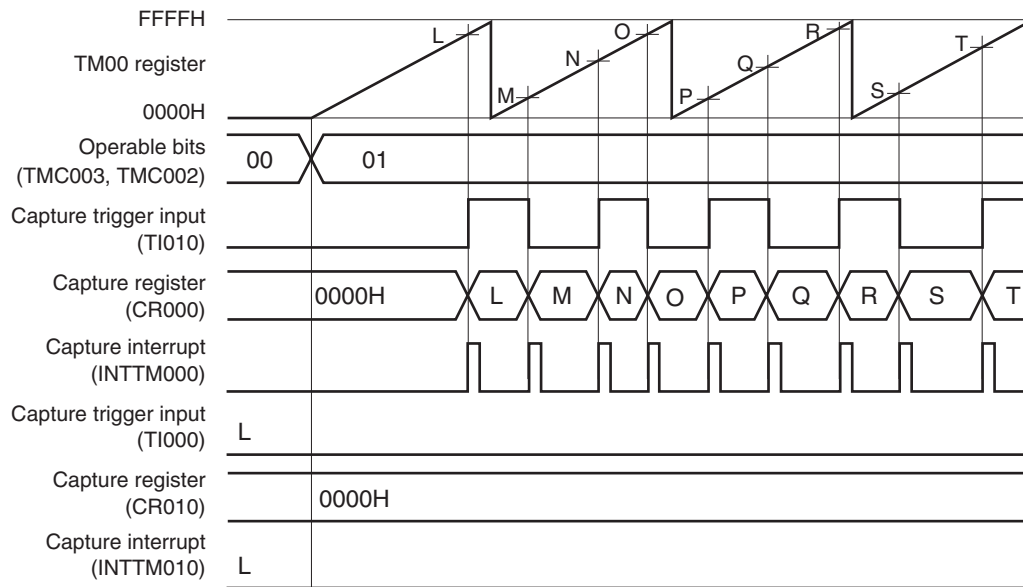 FFFFH
TM00 register
0000H
L
M
N
O
P
Q
R
S
T
Operable bits
(TMC003, TMC002)
00
01
Capture trigger input
(TI010)
Capture register
(CR000)
0000H
L
M
N
O
P
Q
R
S
T
Capture interrupt
(INTTM000)
Capture trigger input
(TI000)
L
Capture register
(CR010)
0000H
Capture interrupt
(INTTM010)
L